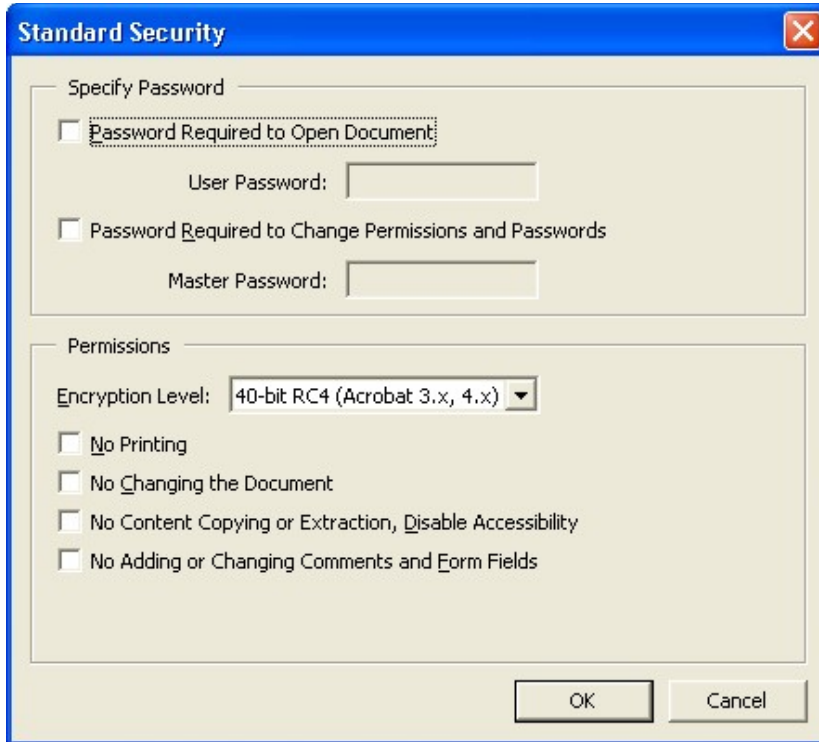 Standard Security
Specify Password
Password Required to Open Document
User Password:
Password Required to Change Permissions and Passwords
Master Password:
Permissions
Encryption Level: 40-bit RC4 (Acrobat 3.x, 4.x)
No Printing
No Changing the Document
No Content Copying or Extraction, Disable Accessibility
No Adding or Changing Comments and Form Fields
OK Cancel